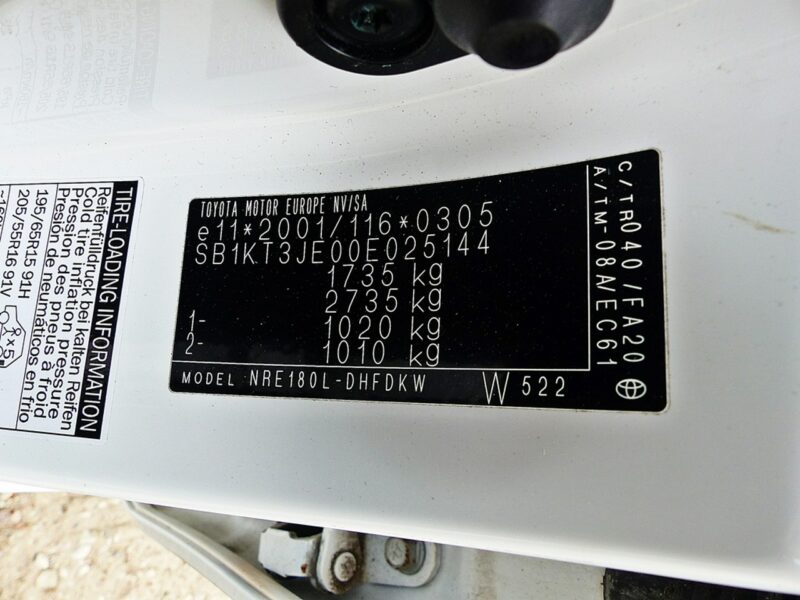 TOYOTA MOTOR EUROPE NV/SA
e11*2001/116*0305
SB1KT3JE00E025144
1735 kg
2735 kg
1- 1020 kg
2- 1010 kg
MODEL NRE180L-DHFDKW W 522
C/TR040/FA20
A/TM-08A/EC61
TIRE-LOADING INFORMATION
Reifenfülldruck bei kalten Reifen
Cold tire inflation pressure
Pression des pneus à froid
Presión de neumáticos en frío
195/65R15 91H
205/55R16 91V